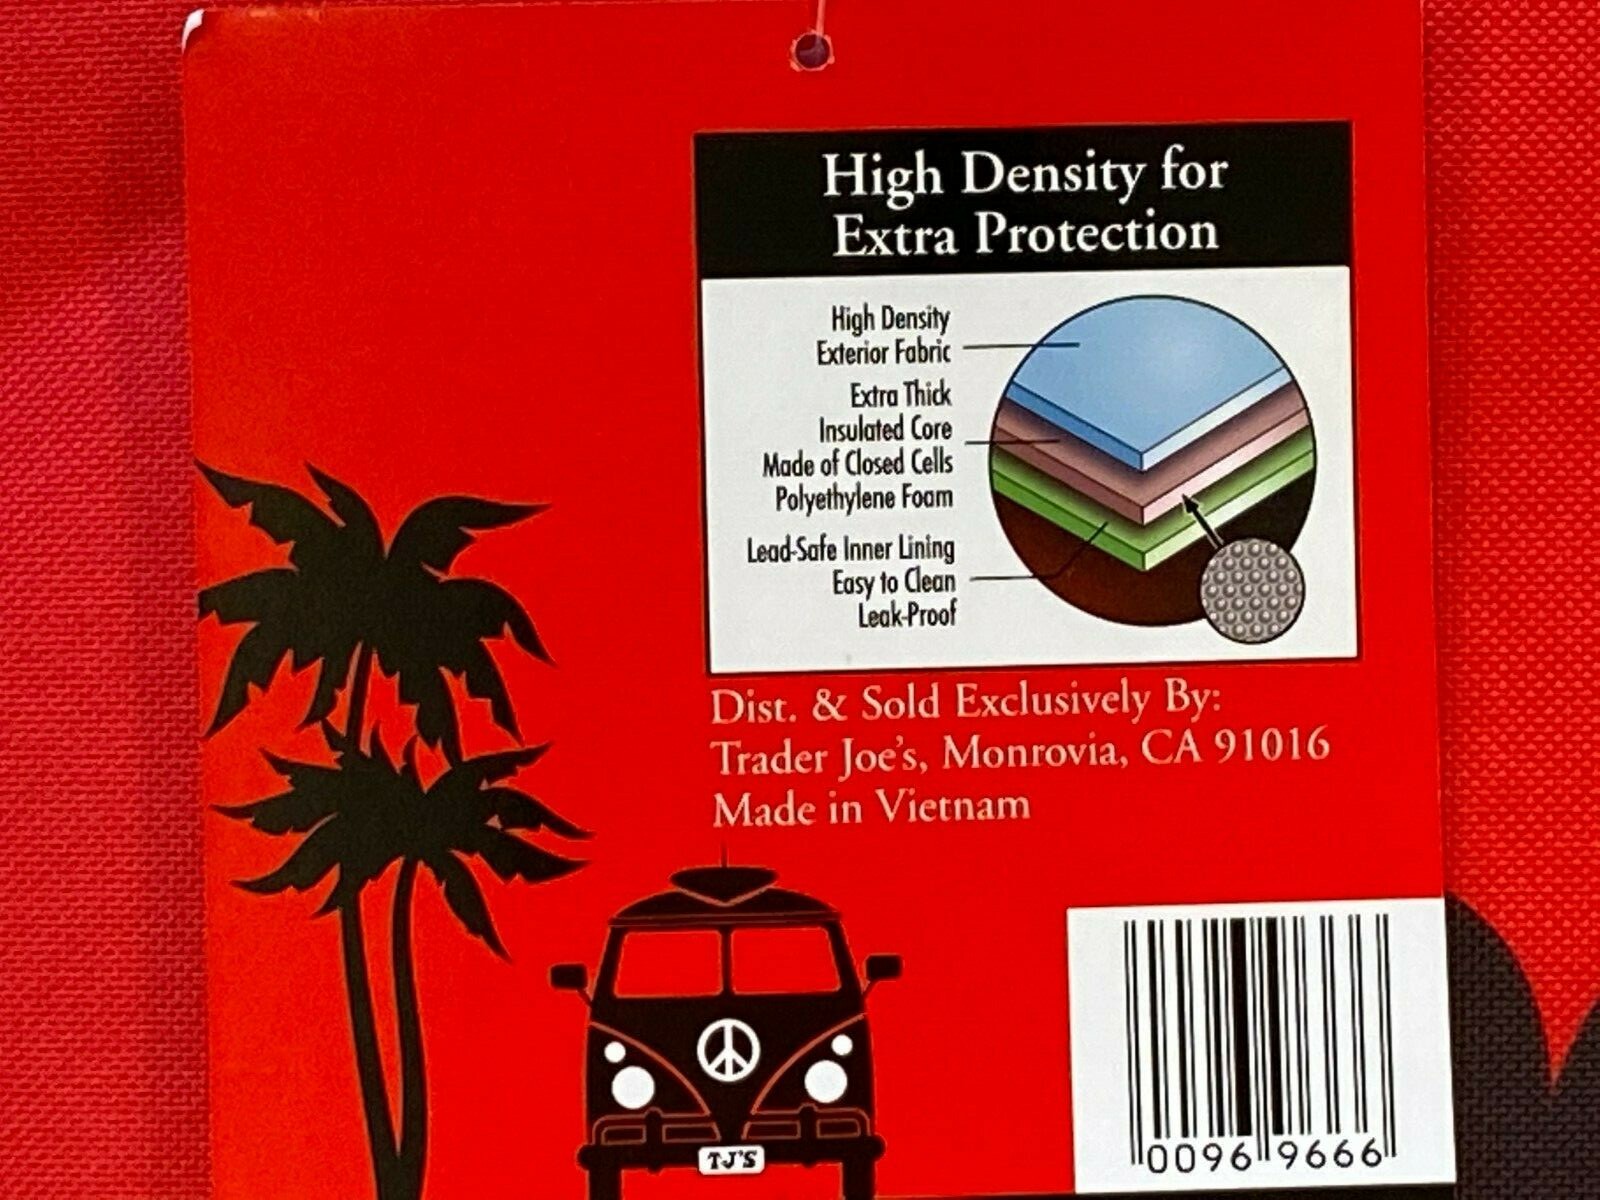 High Density for
Extra Protection
High Density
Exterior Fabric
Extra Thick
Insulated Core
Made of Closed Cells
Polyethylene Foam
Lead-Safe Inner Lining
Easy to Clean
Leak-Proof
Dist. & Sold Exclusively By:
Trader Joe's, Monrovia, CA 91016
Made in Vietnam
TJ'S
0096 9666